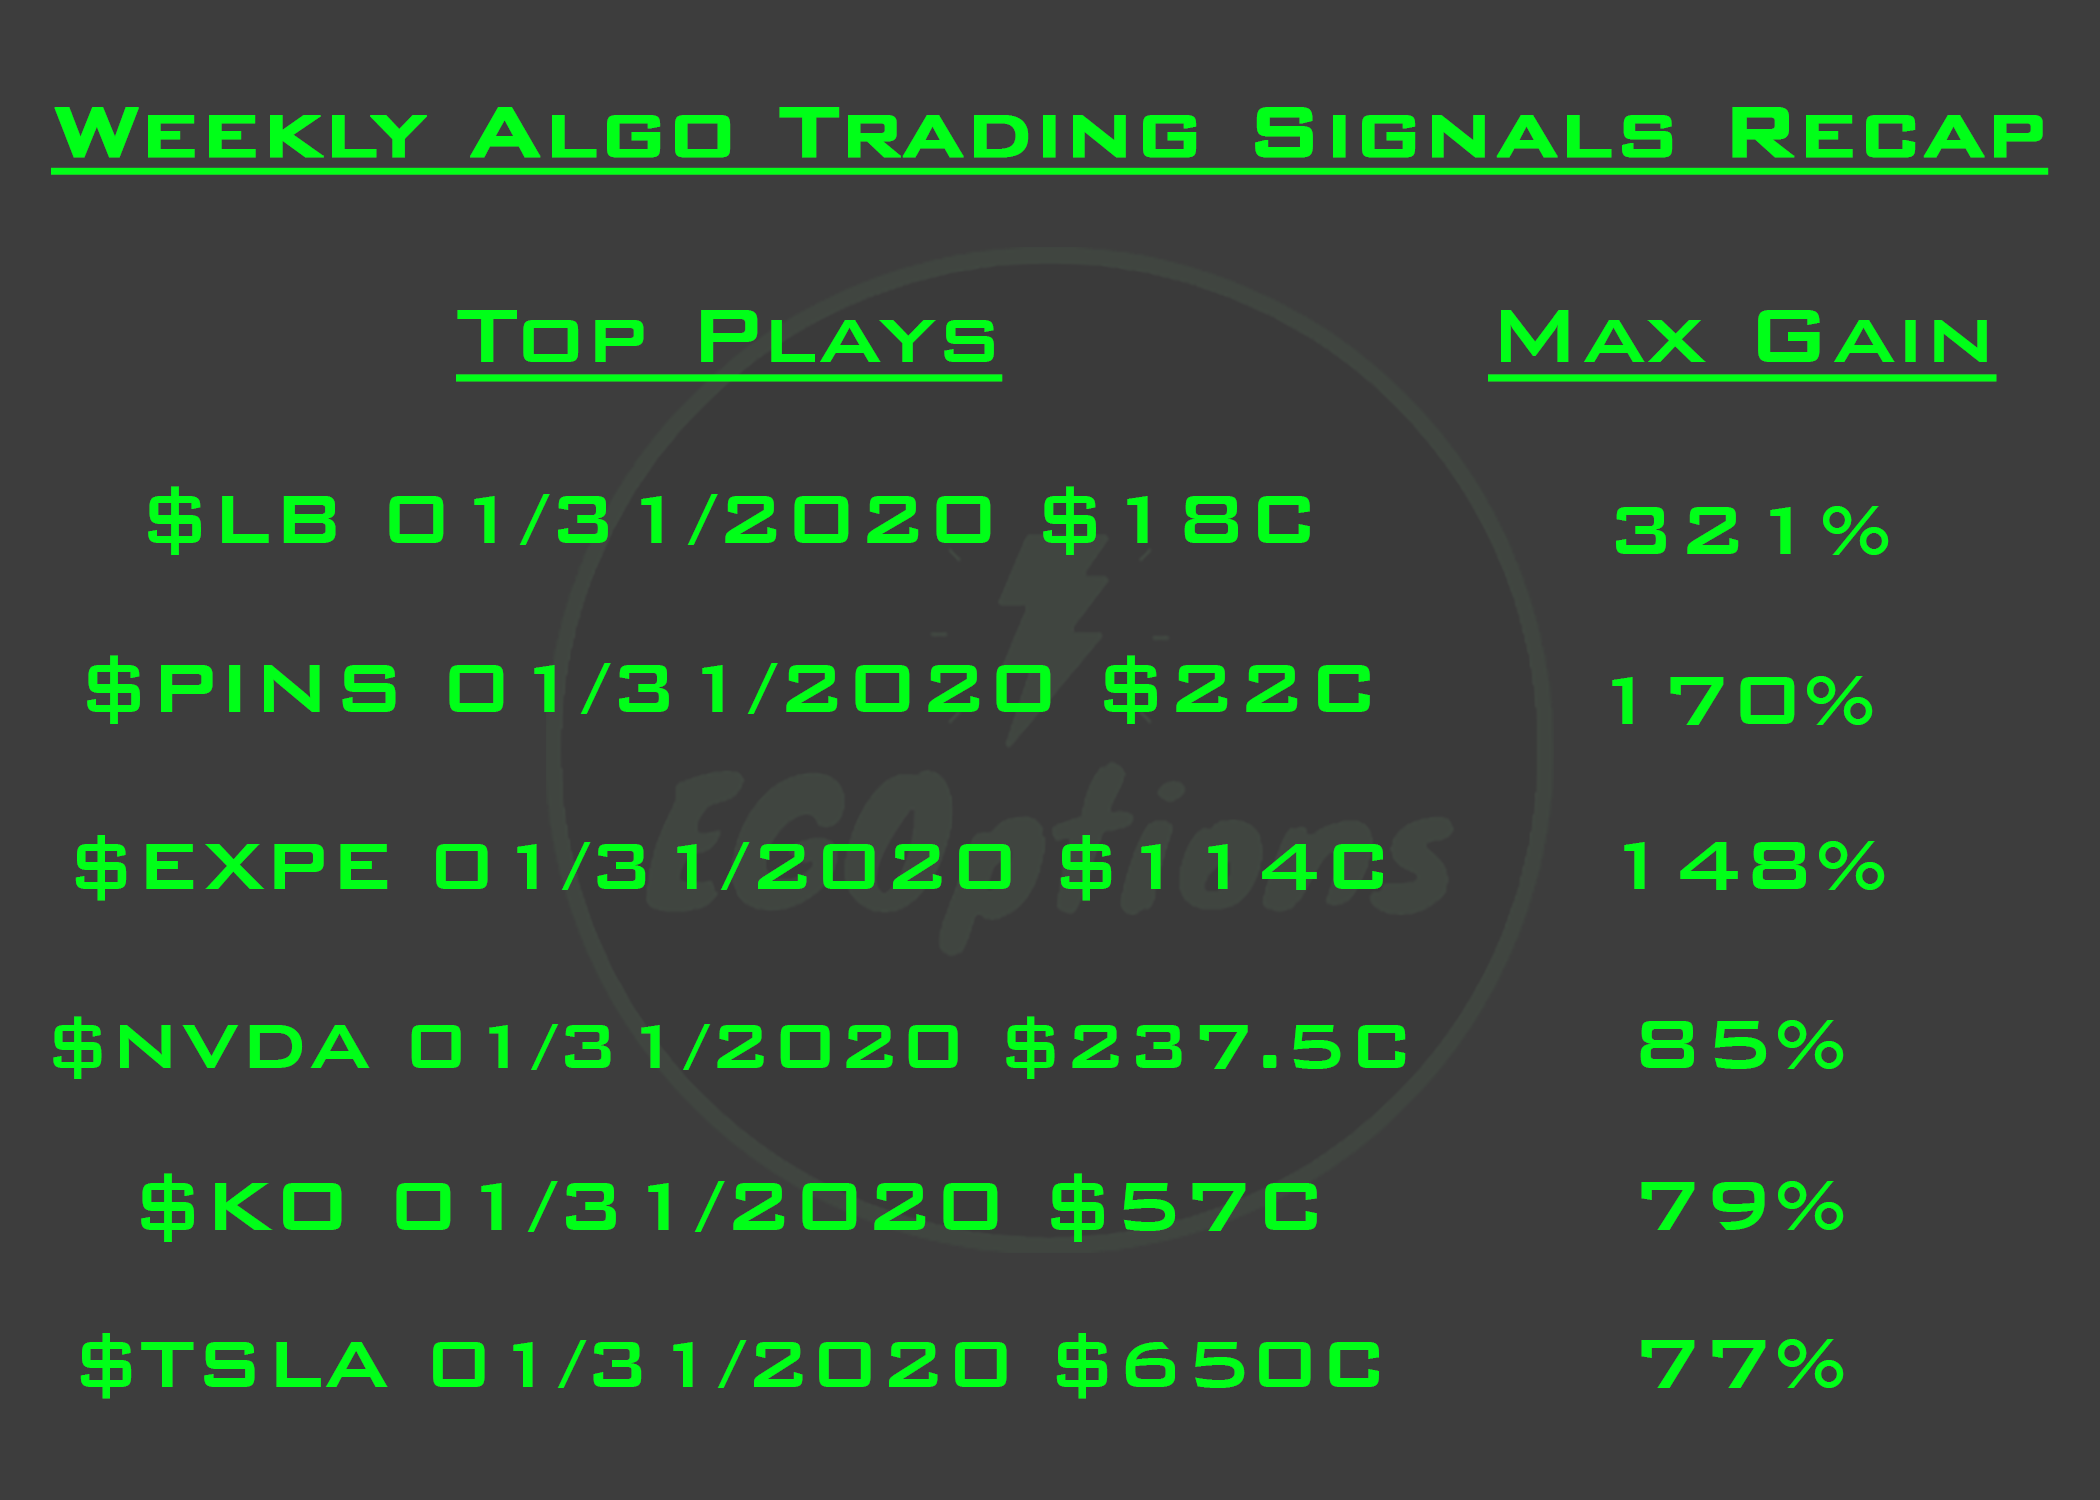 Weekly Algo Trading Signals Recap
Top Plays Max Gain
$LB 01/31/2020 $18C 321%
$PINS 01/31/2020 $22C 170%
$EXPE 01/31/2020 $114C 148%
ECOptions
$NVDA 01/31/2020 $237.5C 85%
$KO 01/31/2020 $57C 79%
$TSLA 01/31/2020 $650C 77%